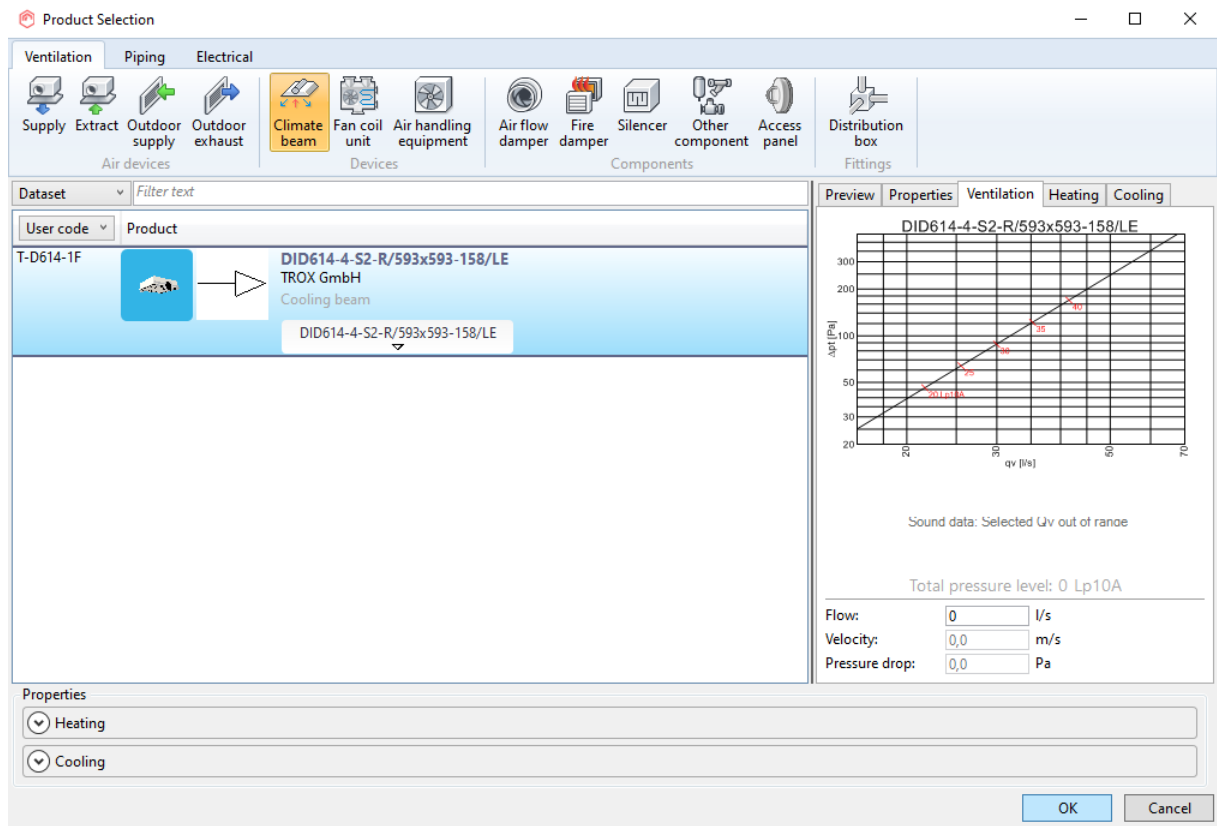 Product Selection
Ventilation Piping Electrical
Supply Extract Outdoor supply Outdoor exhaust Climate beam Fan coil unit Air handling equipment Air flow damper Fire damper Silencer Other component Access panel Distribution box
Air devices Devices Components Fittings
Dataset Filter text
User code Product
T-D614-1F
DID614-4-S2-R/593x593-158/LE
TROX GmbH
Cooling beam
DID614-4-S2-R/593x593-158/LE
Preview Properties Ventilation Heating Cooling
DID614-4-S2-R/593x593-158/LE
300
200
100
50
30
20
Δpt [Pa]
40
35
30
25
20 Lp10A
20 30 50 70
qv [l/s]
Sound data: Selected Qv out of range
Total pressure level: 0 Lp10A
Flow: 0 l/s
Velocity: 0,0 m/s
Pressure drop: 0,0 Pa
Properties
Heating
Cooling
OK Cancel